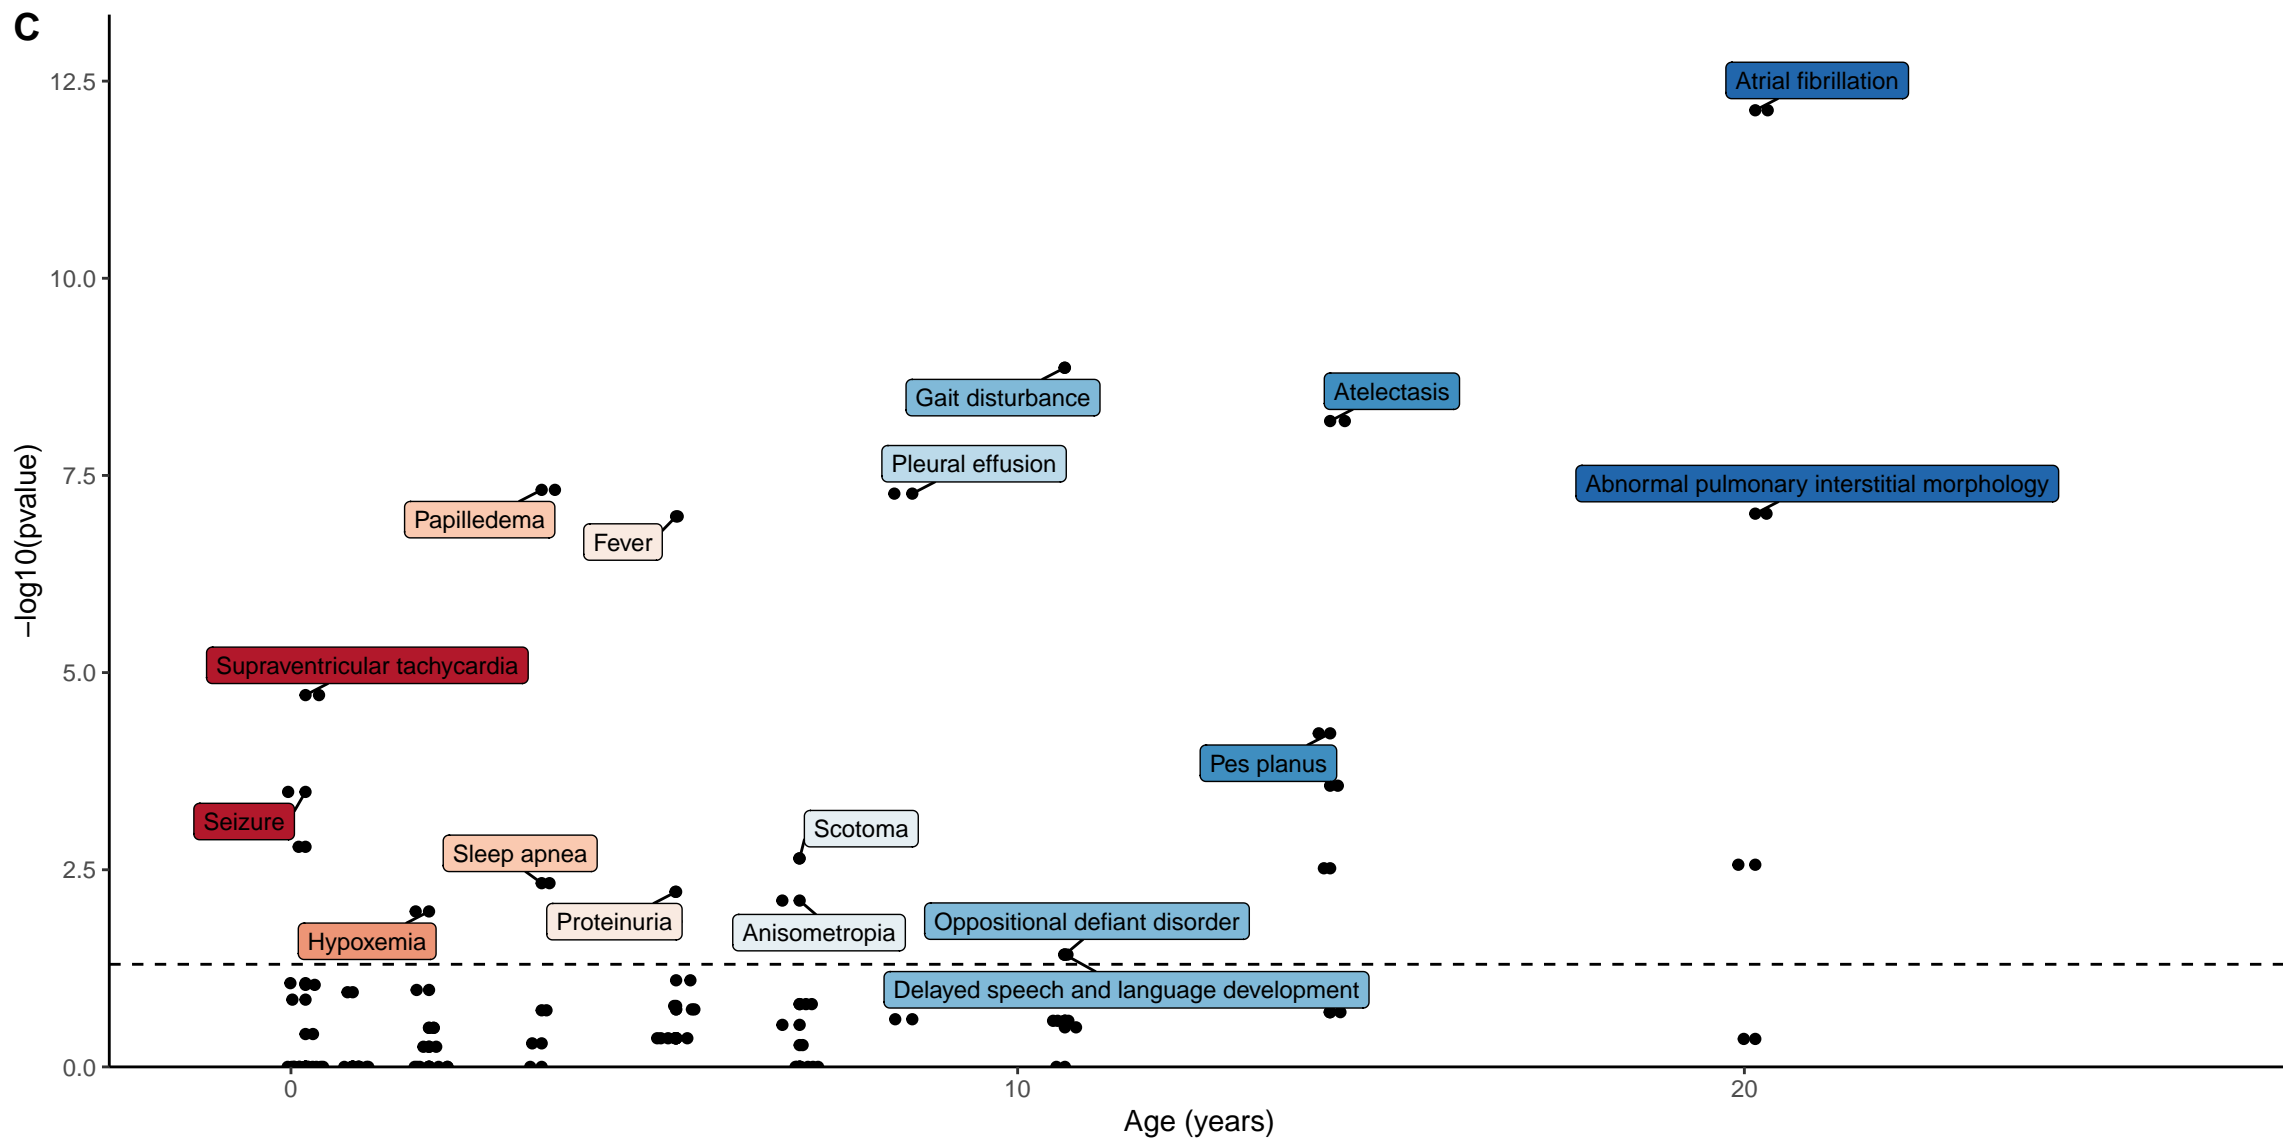 C
12.5
Atrial fibrillation
10.0
Gait disturbance
Atelectasis
Pleural effusion
7.5
Abnormal pulmonary interstitial morphology
Papilledema
Fever
−log10(pvalue)
Supraventricular tachycardia
5.0
Pes planus
Seizure
Scotoma
Sleep apnea
2.5
Proteinuria
Oppositional defiant disorder
Anisometropia
Hypoxemia
Delayed speech and language development
0.0
0
10
20
Age (years)